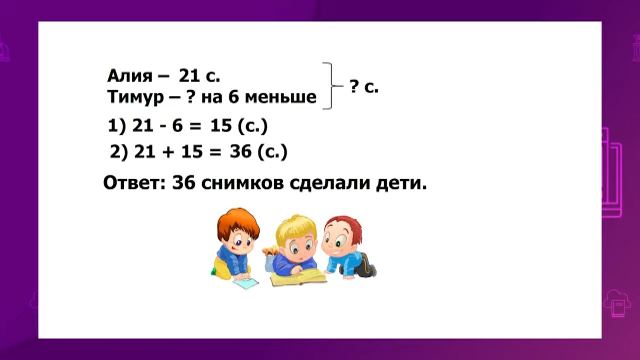 Алия – 21 с.
Тимур – ? на 6 меньше
? с.
1) 21 - 6 = 15 (с.)
2) 21 + 15 = 36 (с.)
Ответ: 36 снимков сделали дети.